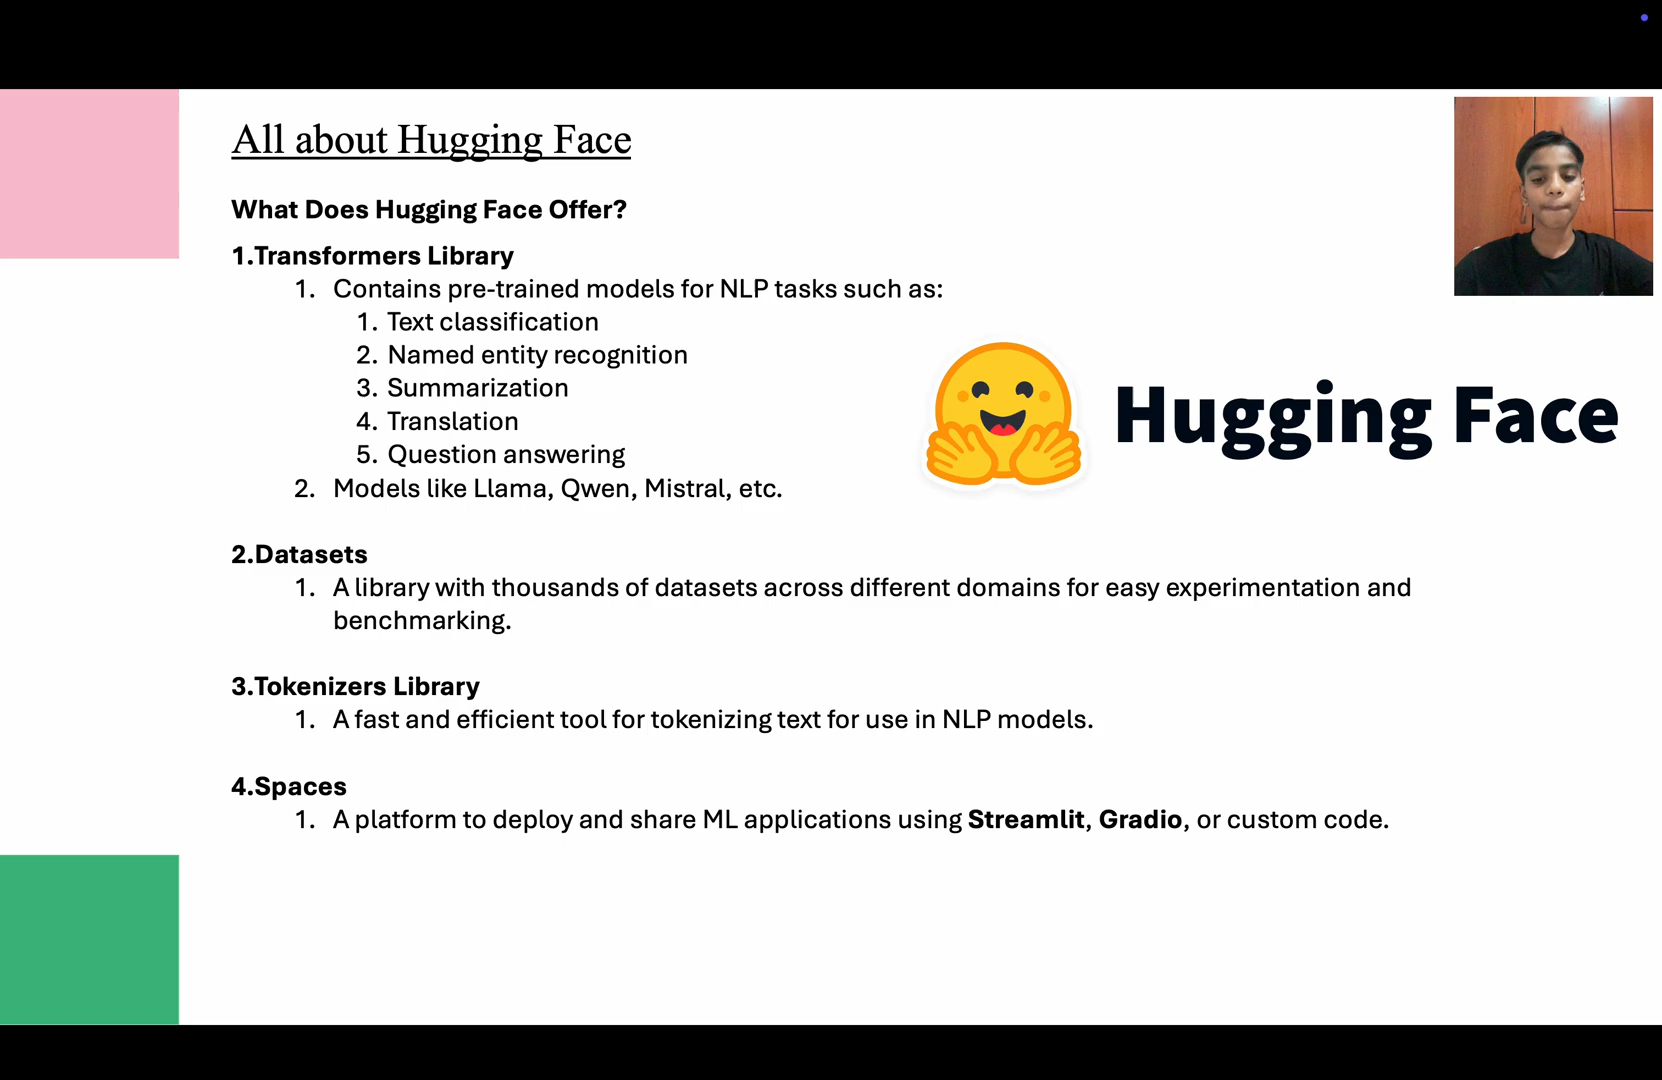 All about Hugging Face
What Does Hugging Face Offer?
1.Transformers Library
1. Contains pre-trained models for NLP tasks such as:
1. Text classification
2. Named entity recognition
3. Summarization
4. Translation
5. Question answering
2. Models like Llama, Qwen, Mistral, etc.
Hugging Face
2.Datasets
1. A library with thousands of datasets across different domains for easy experimentation and
benchmarking.
3.Tokenizers Library
1. A fast and efficient tool for tokenizing text for use in NLP models.
4.Spaces
1. A platform to deploy and share ML applications using Streamlit, Gradio, or custom code.